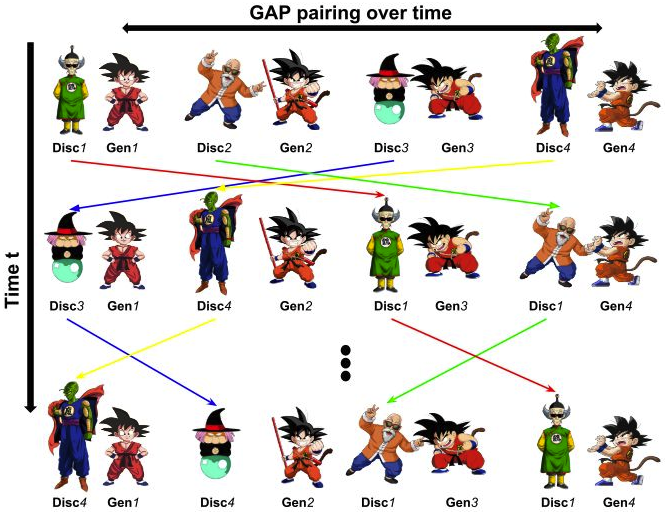 GAP pairing over time
Time t
Disc1 Gen1 Disc2 Gen2 Disc3 Gen3 Disc4 Gen4
Disc3 Gen1 Disc4 Gen2 Disc1 Gen3 Disc1 Gen4
Disc4 Gen1 Disc4 Gen2 Disc1 Gen3 Disc1 Gen4